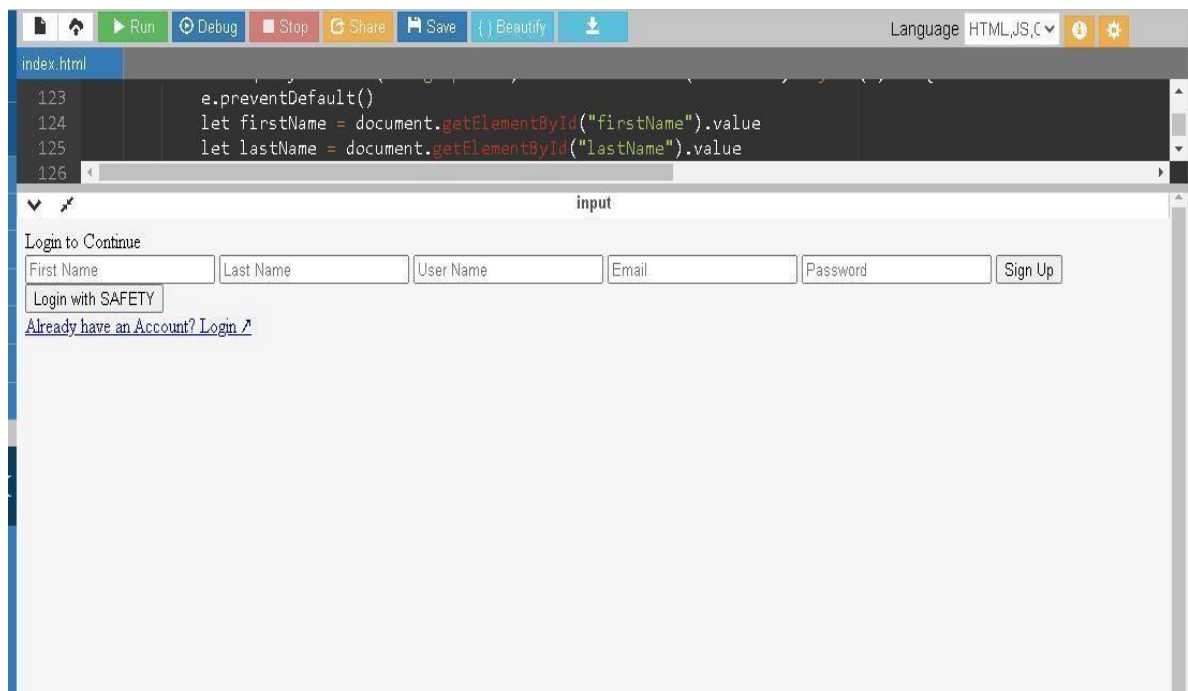 Run Debug Stop Share Save { } Beautify Language HTML,JS,C
index.html
123 e.preventDefault()
124 let firstName = document.getElementById("firstName").value
125 let lastName = document.getElementById("lastName").value
126
input
Login to Continue
First Name Last Name User Name Email Password Sign Up
Login with SAFETY
Already have an Account? Login ↗